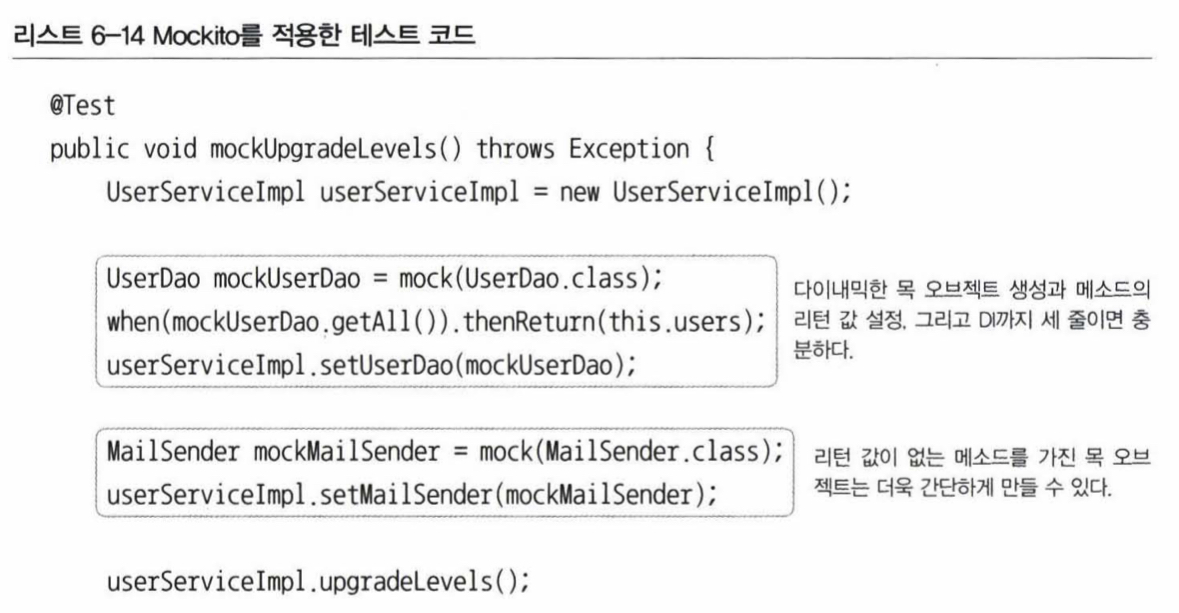 리스트 6–14 Mockito를 적용한 테스트 코드
@Test
public void mockUpgradeLevels() throws Exception {
UserServiceImpl userServiceImpl = new UserServiceImpl();
UserDao mockUserDao = mock(UserDao.class);
when(mockUserDao.getAll()).thenReturn(this.users);
userServiceImpl.setUserDao(mockUserDao);
다이내믹한 목 오브젝트 생성과 메소드의
리턴 값 설정, 그리고 DI까지 세 줄이면 충
분하다.
MailSender mockMailSender = mock(MailSender.class);
userServiceImpl.setMailSender(mockMailSender);
리턴 값이 없는 메소드를 가진 목 오브
젝트는 더욱 간단하게 만들 수 있다.
userServiceImpl.upgradeLevels();